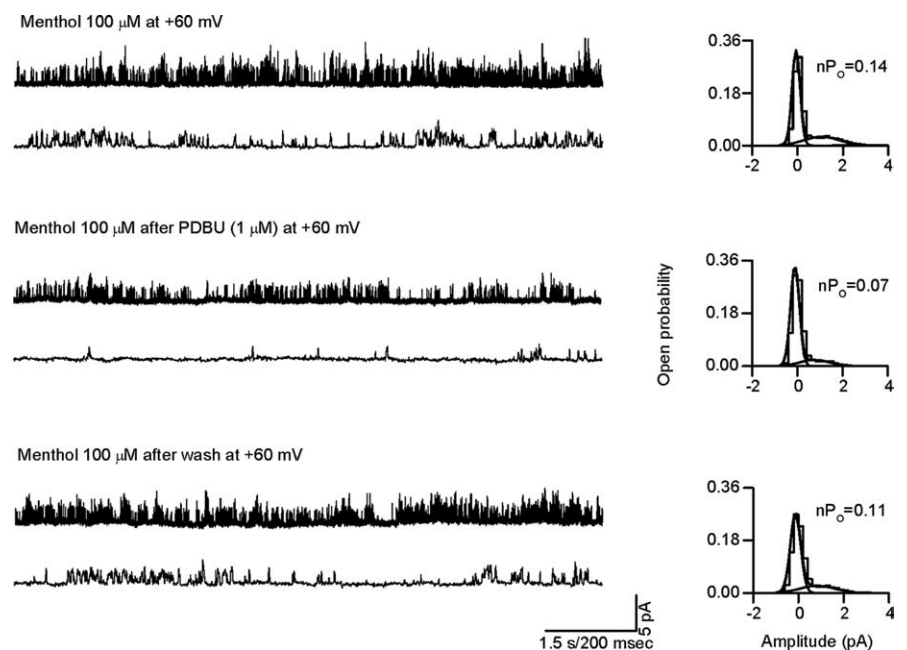 Menthol 100 μM at +60 mV
0.36
nPO=0.14
0.18
0.00
-2 0 2 4
Menthol 100 μM after PDBU (1 μM) at +60 mV
Open probability
0.36
nPO=0.07
0.18
0.00
-2 0 2 4
Menthol 100 μM after wash at +60 mV
0.36
nPO=0.11
0.18
0.00
-2 0 2 4
5 pA
1.5 s/200 msec
Amplitude (pA)